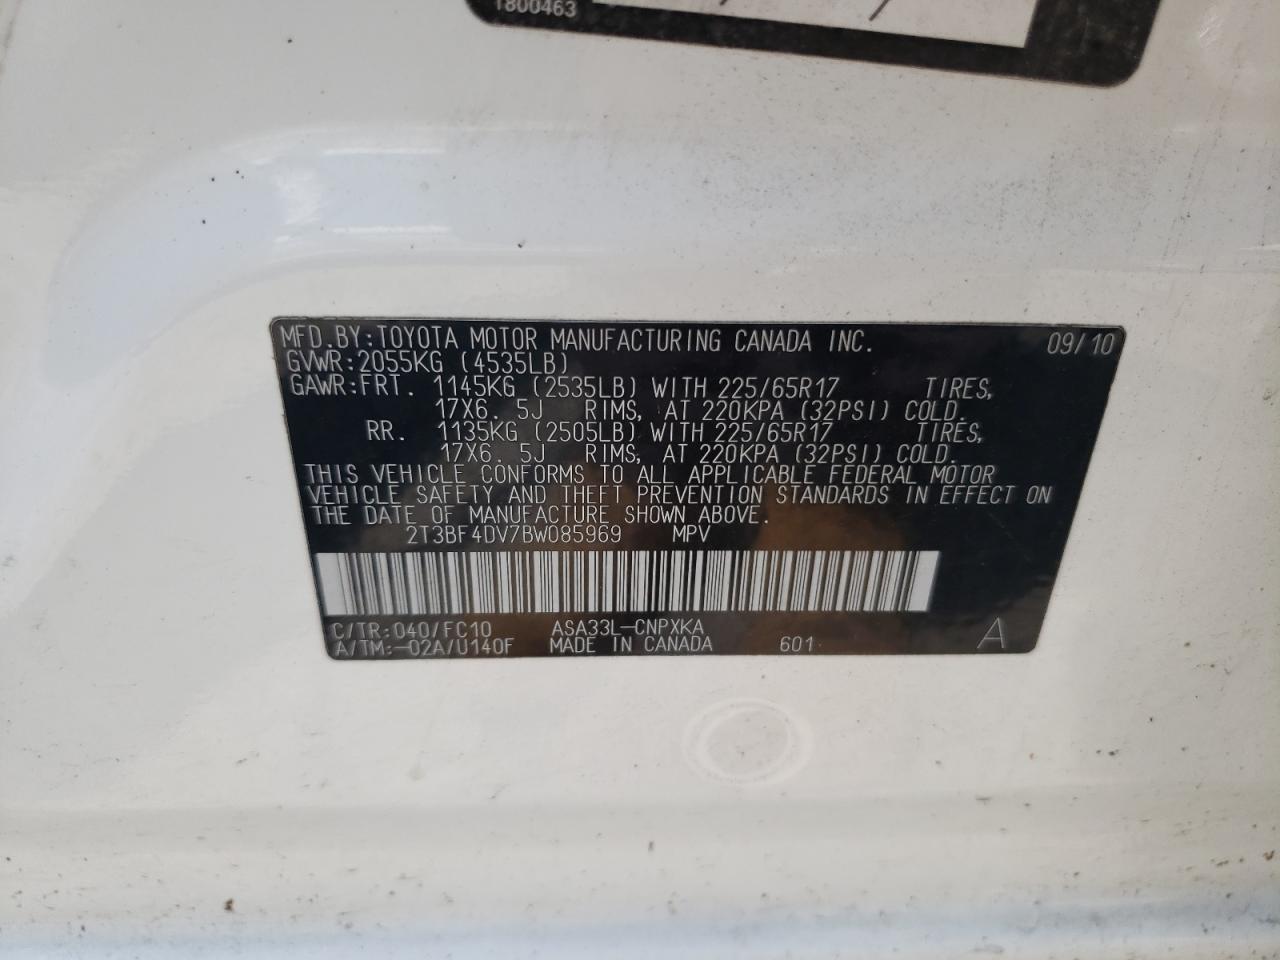 1800463
MFD.BY:TOYOTA MOTOR MANUFACTURING CANADA INC. 09/10
GVWR:2055KG (4535LB)
GAWR:FRT. 1145KG (2535LB) WITH 225/65R17 TIRES,
17X6. 5J RIMS, AT 220KPA (32PSI) COLD.
RR. 1135KG (2505LB) WITH 225/65R17 TIRES,
17X6. 5J RIMS, AT 220KPA (32PSI) COLD.
THIS VEHICLE CONFORMS TO ALL APPLICABLE FEDERAL MOTOR
VEHICLE SAFETY AND THEFT PREVENTION STANDARDS IN EFFECT ON
THE DATE OF MANUFACTURE SHOWN ABOVE.
2T3BF4DV7BW085969 MPV
C/TR:040/FC10 ASA33L-CNPXKA
A/TM:-02A/U140F MADE IN CANADA 601 A